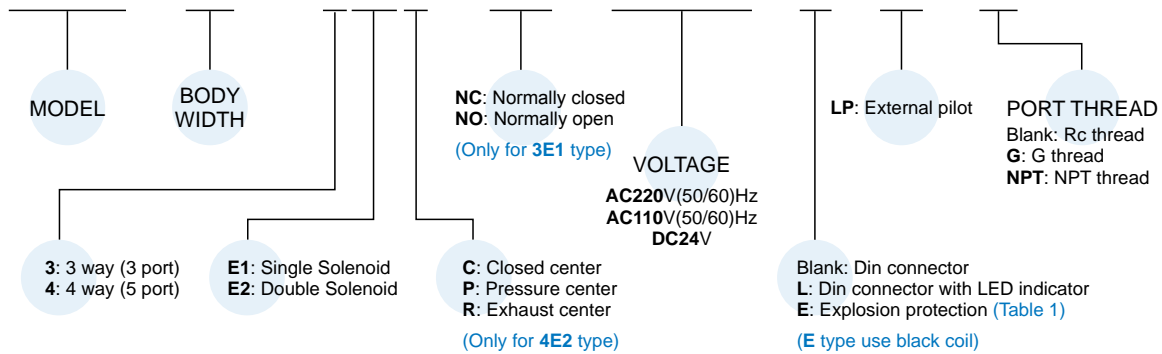 MODEL
BODY
WIDTH
NC: Normally closed
NO: Normally open
(Only for 3E1 type)
VOLTAGE
AC220V(50/60)Hz
AC110V(50/60)Hz
DC24V
LP: External pilot
PORT THREAD
Blank: Rc thread
G: G thread
NPT: NPT thread
3: 3 way (3 port)
4: 4 way (5 port)
E1: Single Solenoid
E2: Double Solenoid
C: Closed center
P: Pressure center
R: Exhaust center
(Only for 4E2 type)
Blank: Din connector
L: Din connector with LED indicator
E: Explosion protection (Table 1)
(E type use black coil)